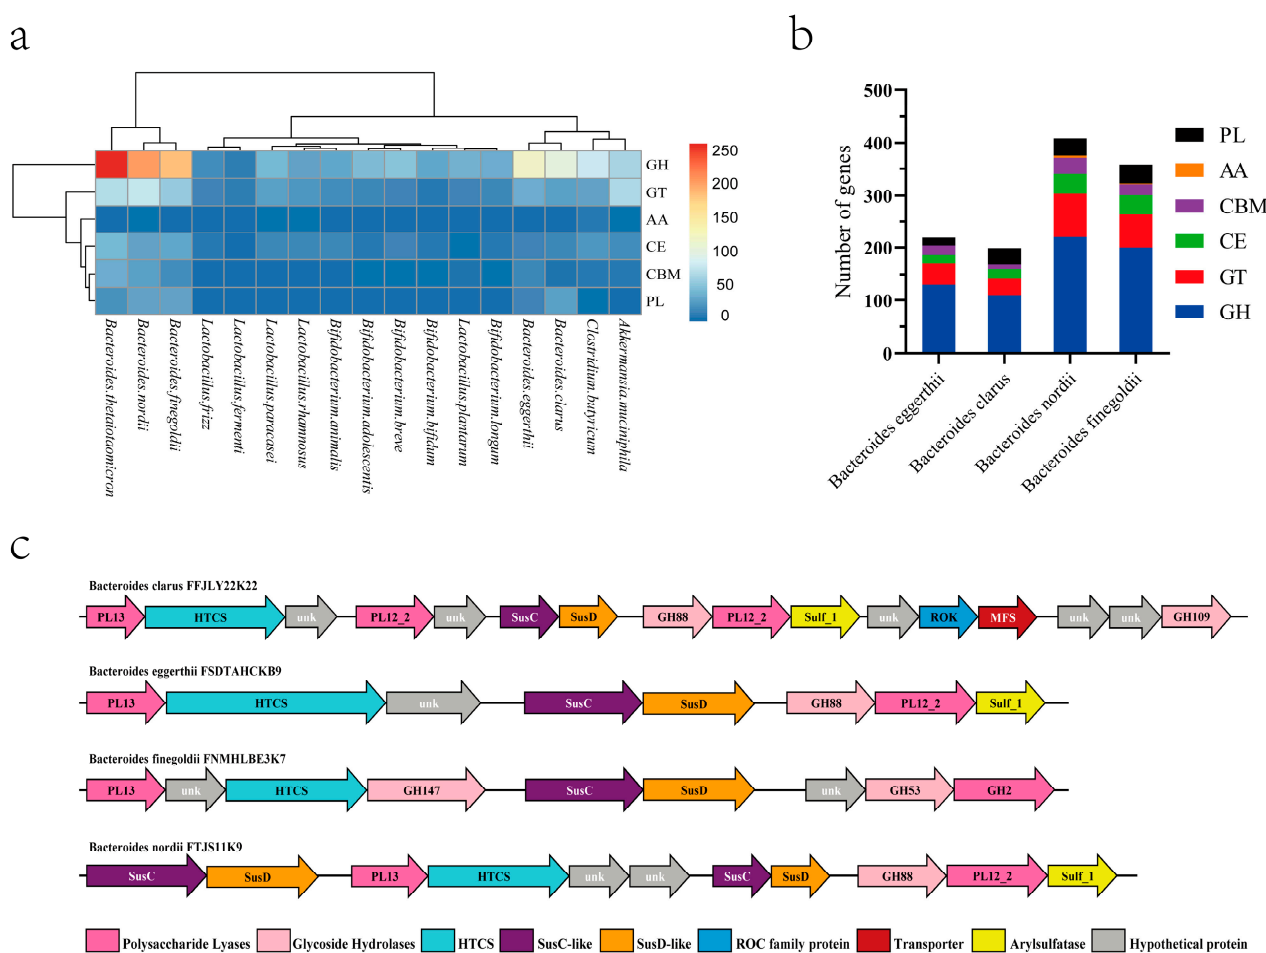 a
b
GH
GT
AA
CE
CBM
PL
250
200
150
100
50
0
Bacteroides.thetaiotaomicron
Bacteroides.nordii
Bacteroides.finegoldii
Lactobacillus.frizz
Lactobacillus.fermenti
Lactobacillus.paracasei
Lactobacillus.rhamnosus
Bifidobacterium.animalis
Bifidobacterium.adoiescentis
Bifidobacterium.breve
Bifidobacterium.bifidum
Lactobacillus.plantarum
Bifidobacterium.longum
Bacteroides.eggerthii
Bacteroides.ciarus
Clostridium.butyricum
Akkermansia.muciniphila
Number of genes
500
400
300
200
100
0
Bacteroides eggerthii
Bacteroides clarus
Bacteroides nordii
Bacteroides finegoldii
PL
AA
CBM
CE
GT
GH
c
Bacteroides clarus FFJLY22K22
PL13 HTCS unk PL12_2 unk SusC SusD GH88 PL12_2 Sulf_1 unk ROK MFS unk unk GH109
Bacteroides eggerthii FSDTAHCKB9
PL13 HTCS unk SusC SusD GH88 PL12_2 Sulf_1
Bacteroides finegoldii FNMHLBE3K7
PL13 unk HTCS GH147 SusC SusD unk GH53 GH2
Bacteroides nordii FTJS11K9
SusC SusD PL13 HTCS unk unk SusC SusD GH88 PL12_2 Sulf_1
Polysaccharide Lyases Glycoside Hydrolases HTCS SusC-like SusD-like ROC family protein Transporter Arylsulfatase Hypothetical protein